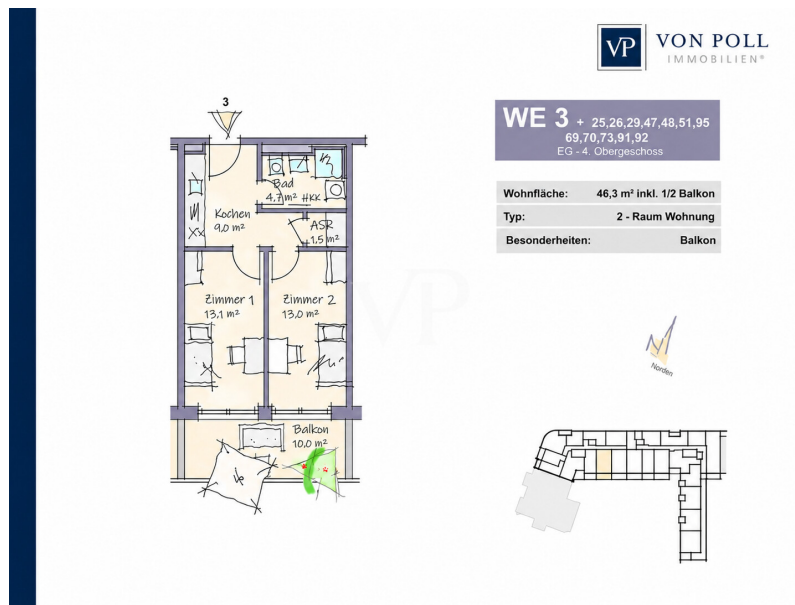 VP VON POLL
IMMOBILIEN®
3
WE 3 + 25,26,29,47,48,51,95
69,70,73,91,92
EG - 4. Obergeschoss
Wohnfläche: 46,3 m² inkl. 1/2 Balkon
Typ: 2 - Raum Wohnung
Besonderheiten: Balkon
Bad
4.7 m² HKK
Kochen
9,0 m²
ASR
1.5 m²
Zimmer 1
13.1 m²
Zimmer 2
13.0 m²
VP
Balkon
10,0 m²
Norden